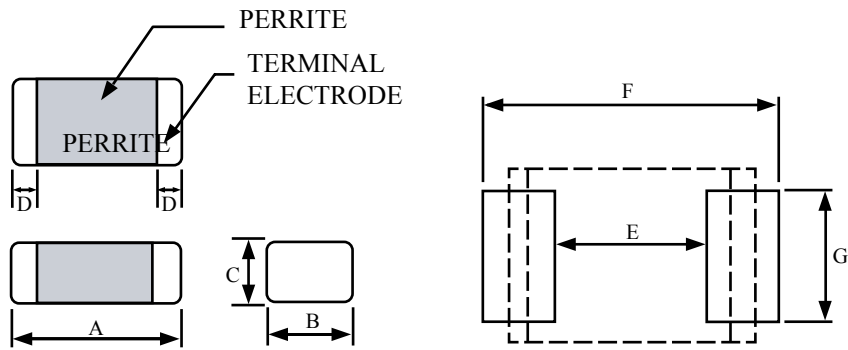 PERRITE
TERMINAL
ELECTRODE
PERRITE
D
D
C
A
B
F
E
G